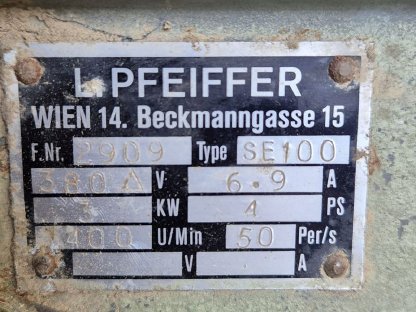 L. PFEIFFER
WIEN 14. Beckmanngasse 15
F.Nr. 2909 Type SE100
380 Δ V 6.9 A
3 KW 4 PS
1400 U/Min 50 Per/s
V A